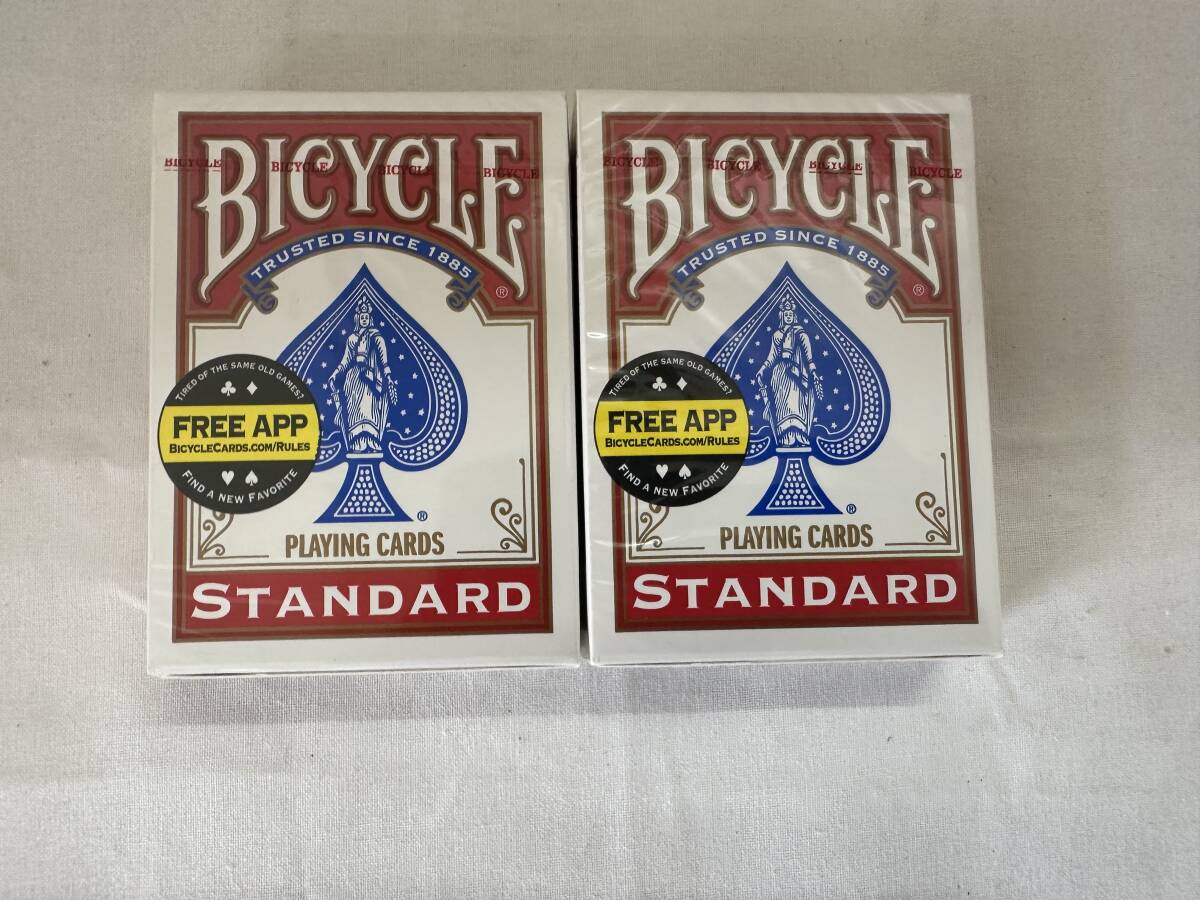 BICYCLE
BICYCLE BICYCLE BICYCLE BICYCLE
TRUSTED SINCE 1885
®
TIRED OF THE SAME OLD GAMES?
FREE APP
BICYCLECARDS.COM/RULES
FIND A NEW FAVORITE
®
PLAYING CARDS
STANDARD
BICYCLE
BICYCLE BICYCLE BICYCLE BICYCLE
TRUSTED SINCE 1885
®
TIRED OF THE SAME OLD GAMES?
FREE APP
BICYCLECARDS.COM/RULES
FIND A NEW FAVORITE
®
PLAYING CARDS
STANDARD